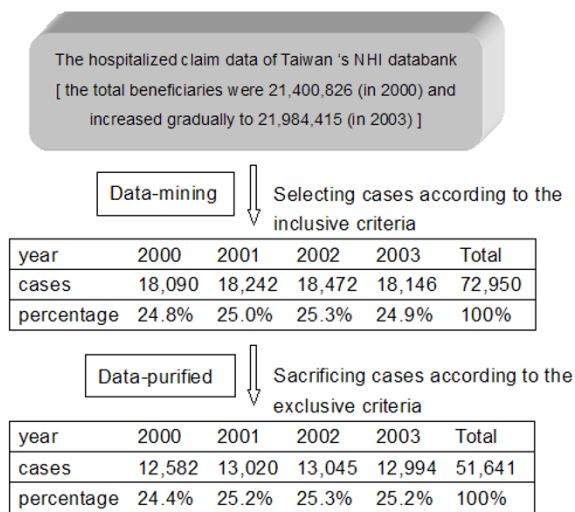 The hospitalized claim data of Taiwan ‘s NHI databank
[ the total beneficiaries were 21,400,826 (in 2000) and
increased gradually to 21,984,415 (in 2003) ]
Data-mining
Selecting cases according to the
inclusive criteria
year 2000 2001 2002 2003 Total
cases 18,090 18,242 18,472 18,146 72,950
percentage 24.8% 25.0% 25.3% 24.9% 100%
Data-purified
Sacrificing cases according to the
exclusive criteria
year 2000 2001 2002 2003 Total
cases 12,582 13,020 13,045 12,994 51,641
percentage 24.4% 25.2% 25.3% 25.2% 100%